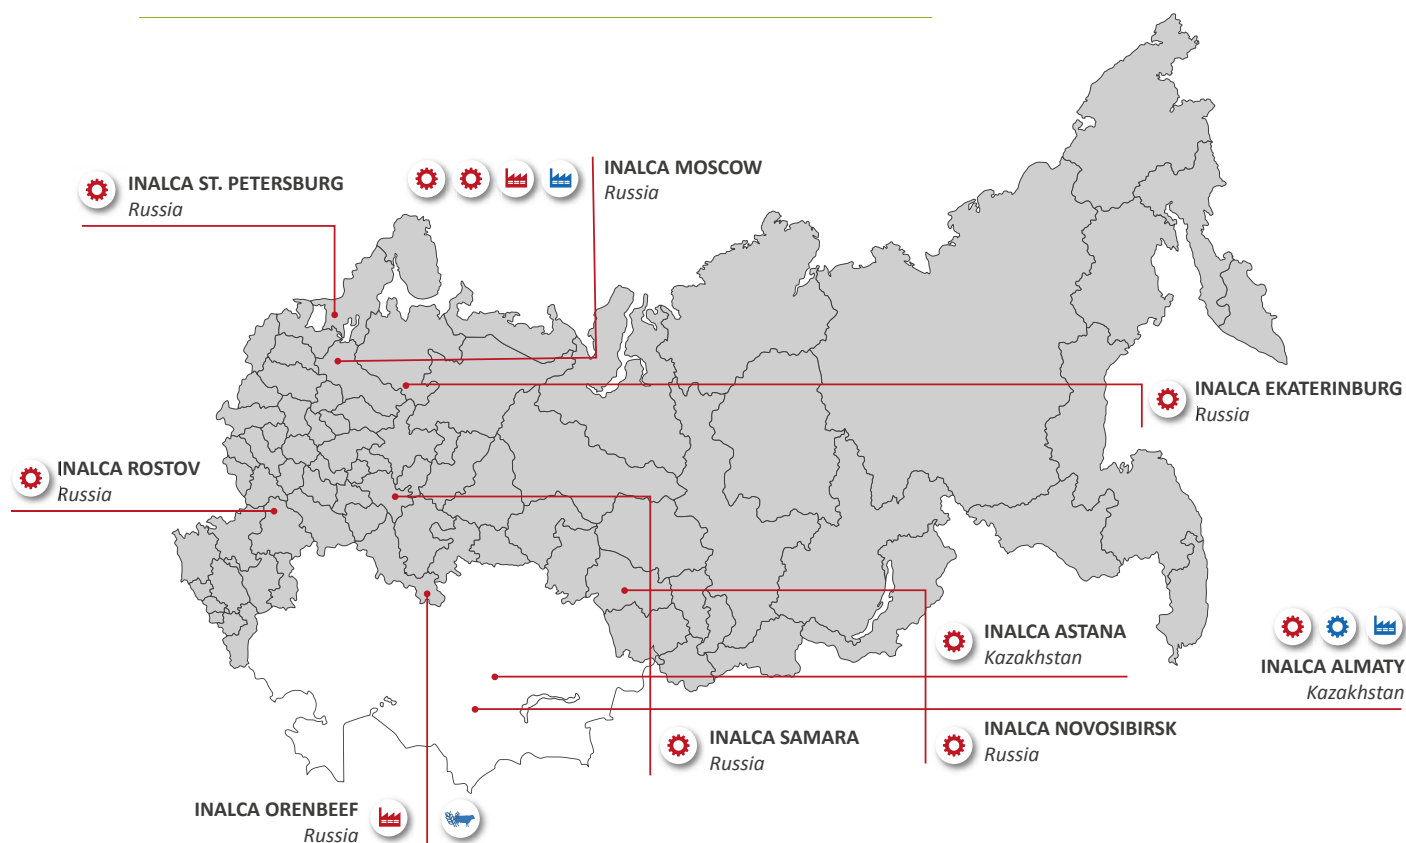 INALCA MOSCOW
Russia
INALCA ST. PETERSBURG
Russia
INALCA EKATERINBURG
Russia
INALCA ROSTOV
Russia
INALCA ASTANA
Kazakhstan
INALCA ALMATY
Kazakhstan
INALCA SAMARA
Russia
INALCA NOVOSIBIRSK
Russia
INALCA ORENBEEF
Russia